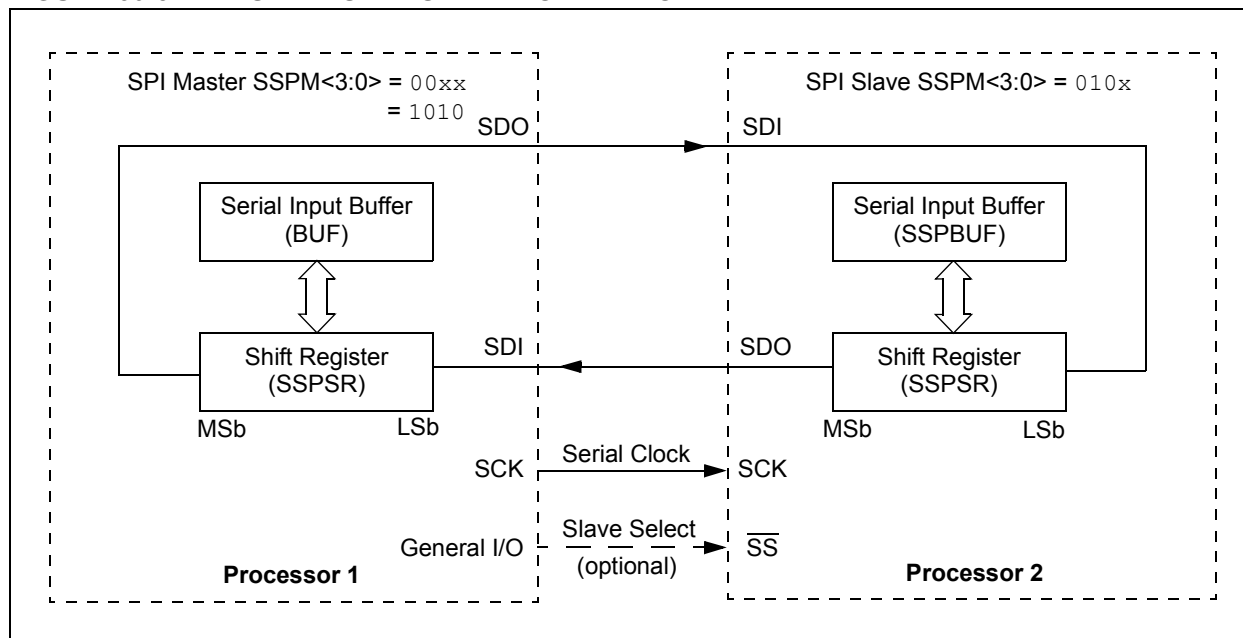 SPI Master SSPM<3:0> = 00xx
= 1010
SDO
Serial Input Buffer
(BUF)
SDI
Shift Register
(SSPSR)
MSb
LSb
SCK
Serial Clock
General I/O
Slave Select
(optional)
Processor 1
SPI Slave SSPM<3:0> = 010x
SDI
Serial Input Buffer
(SSPBUF)
SDO
Shift Register
(SSPSR)
MSb
LSb
SCK
SS
Processor 2